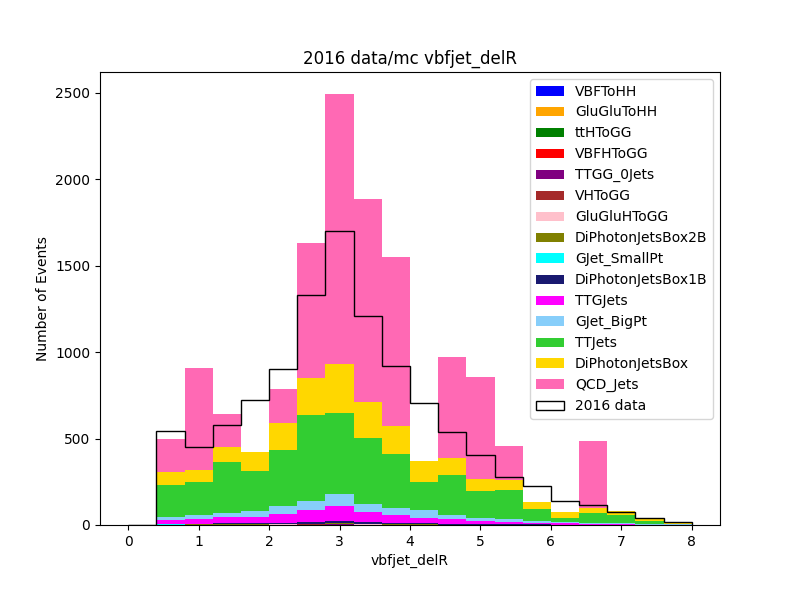 2016 data/mc vbfjet_delR
Number of Events
2500
2000
1500
1000
500
0
0 1 2 3 4 5 6 7 8
vbfjet_delR
VBFToHH
GluGluToHH
ttHToGG
VBFHToGG
TTGG_0Jets
VHToGG
GluGluHToGG
DiPhotonJetsBox2B
GJet_SmallPt
DiPhotonJetsBox1B
TTGJets
GJet_BigPt
TTJets
DiPhotonJetsBox
QCD_Jets
2016 data